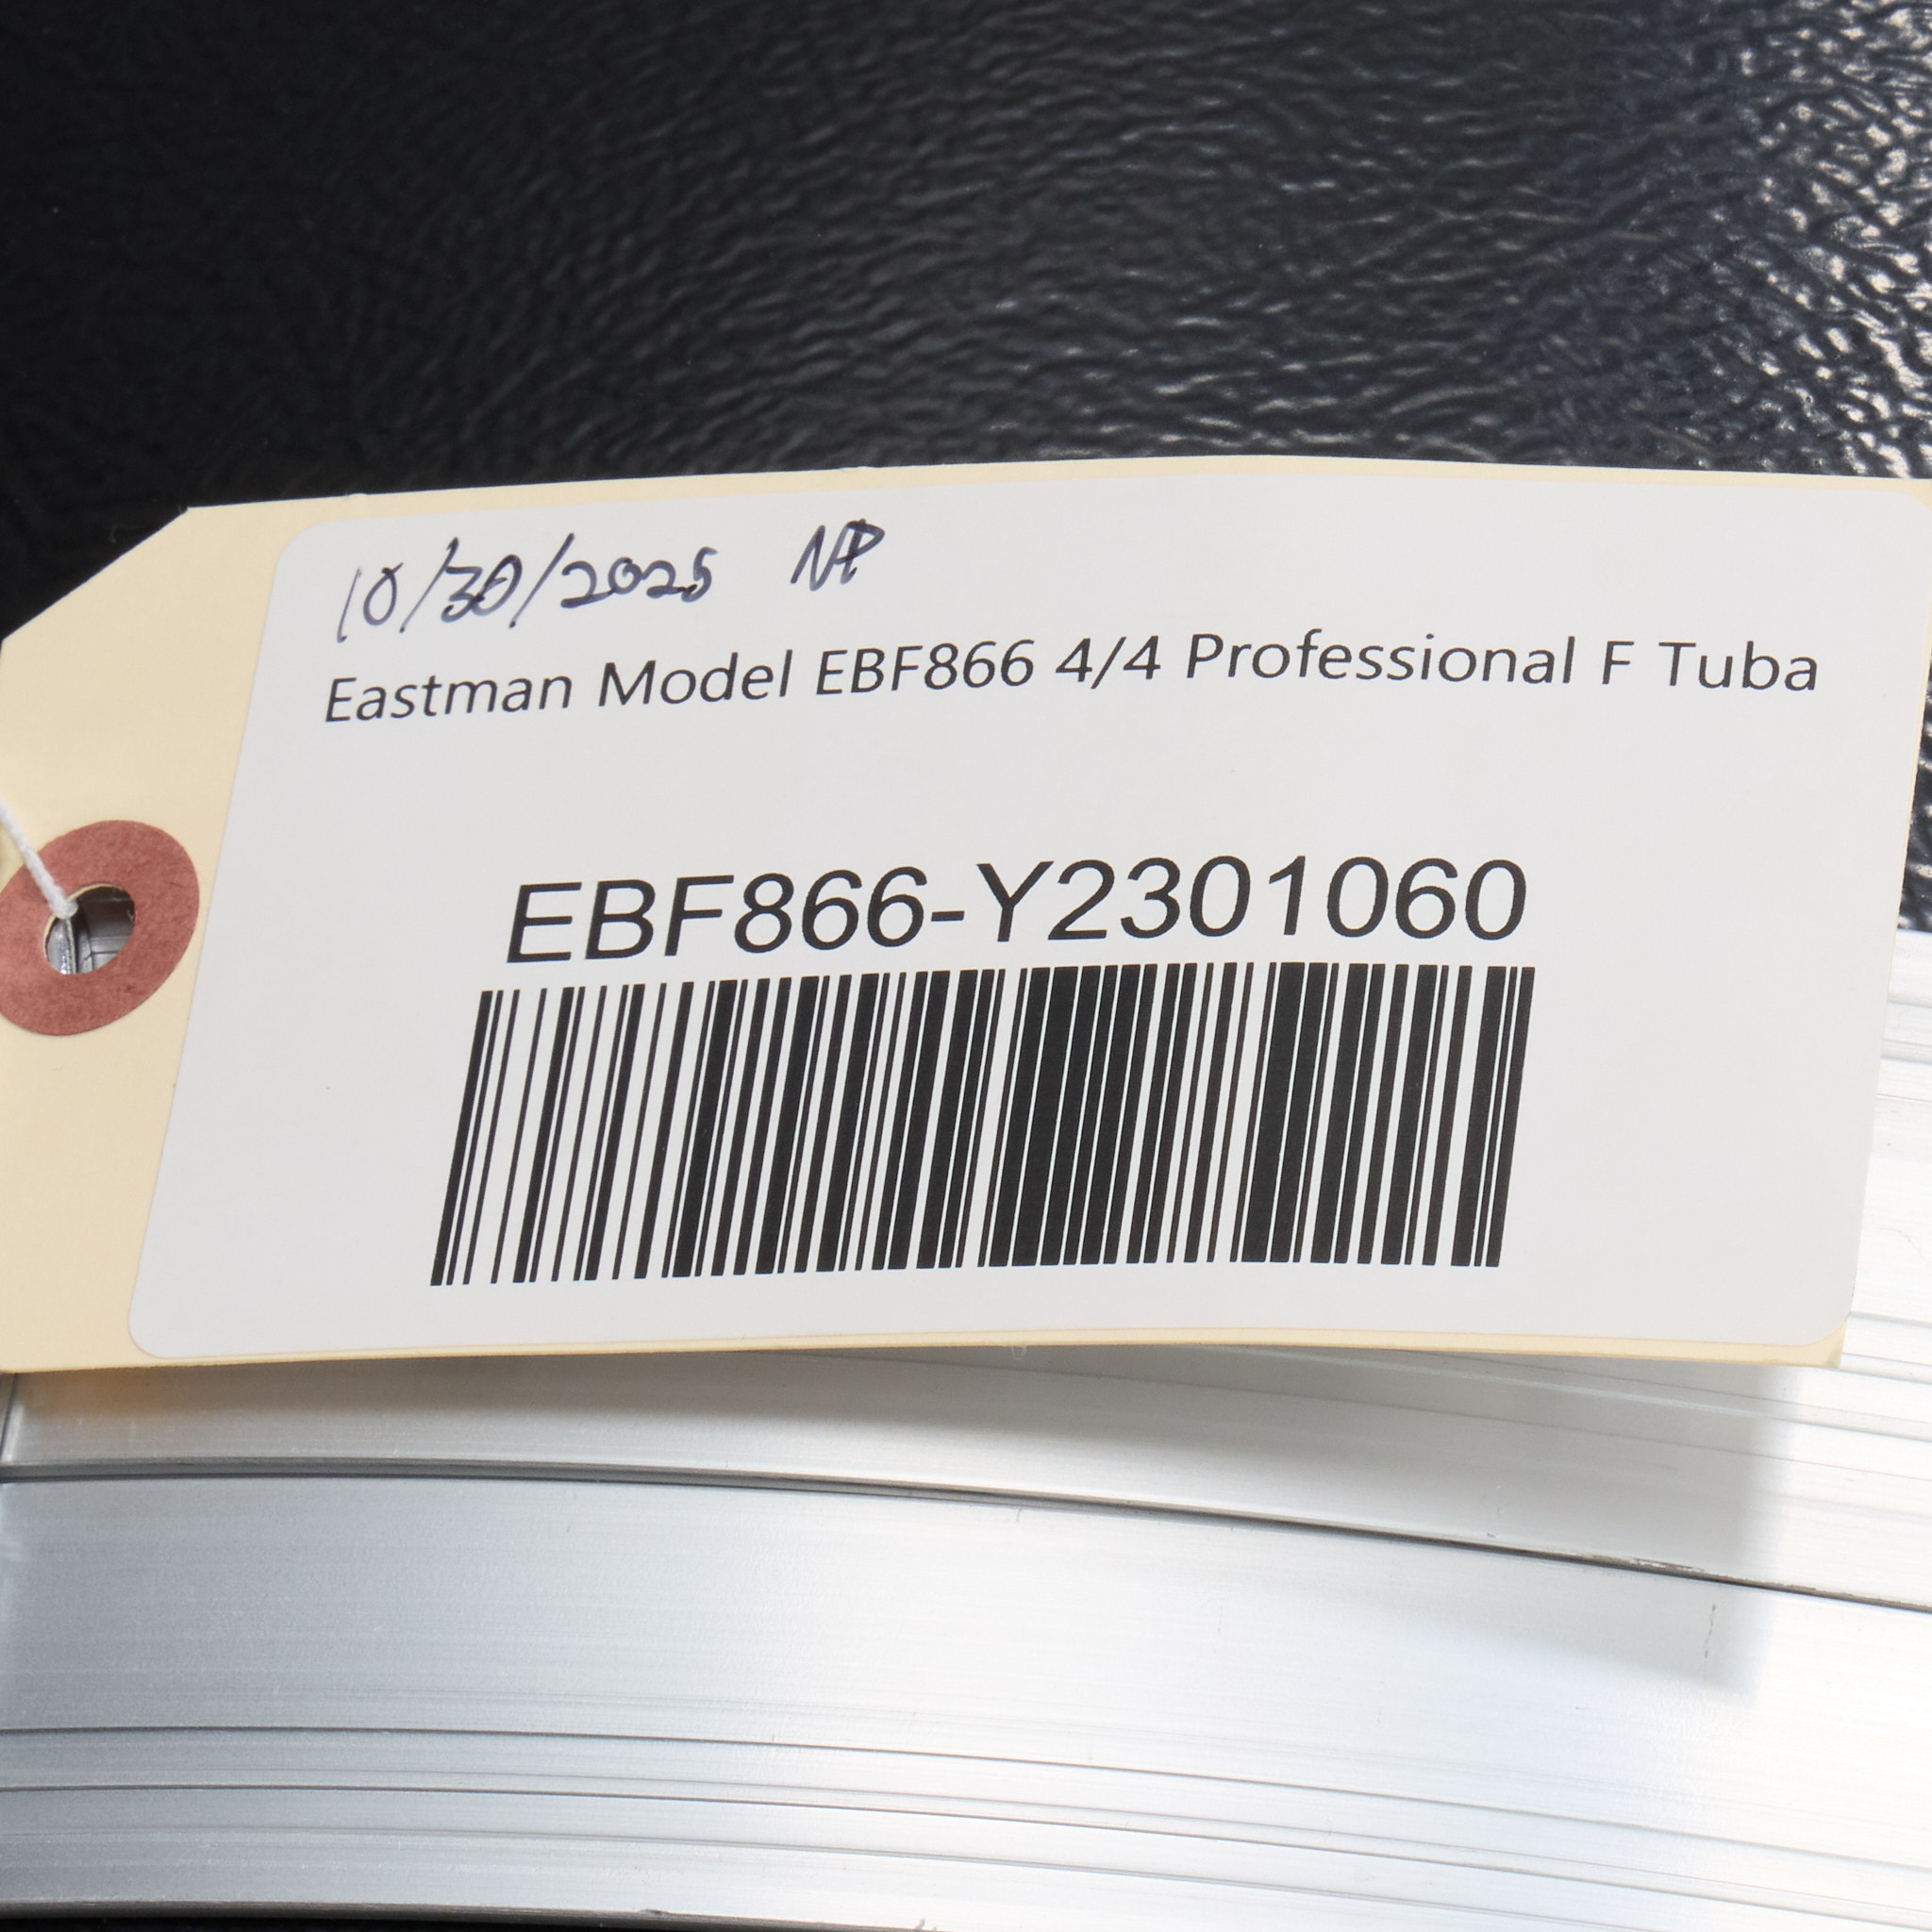 10/30/2025 NP
Eastman Model EBF866 4/4 Professional F Tuba
EBF866-Y2301060